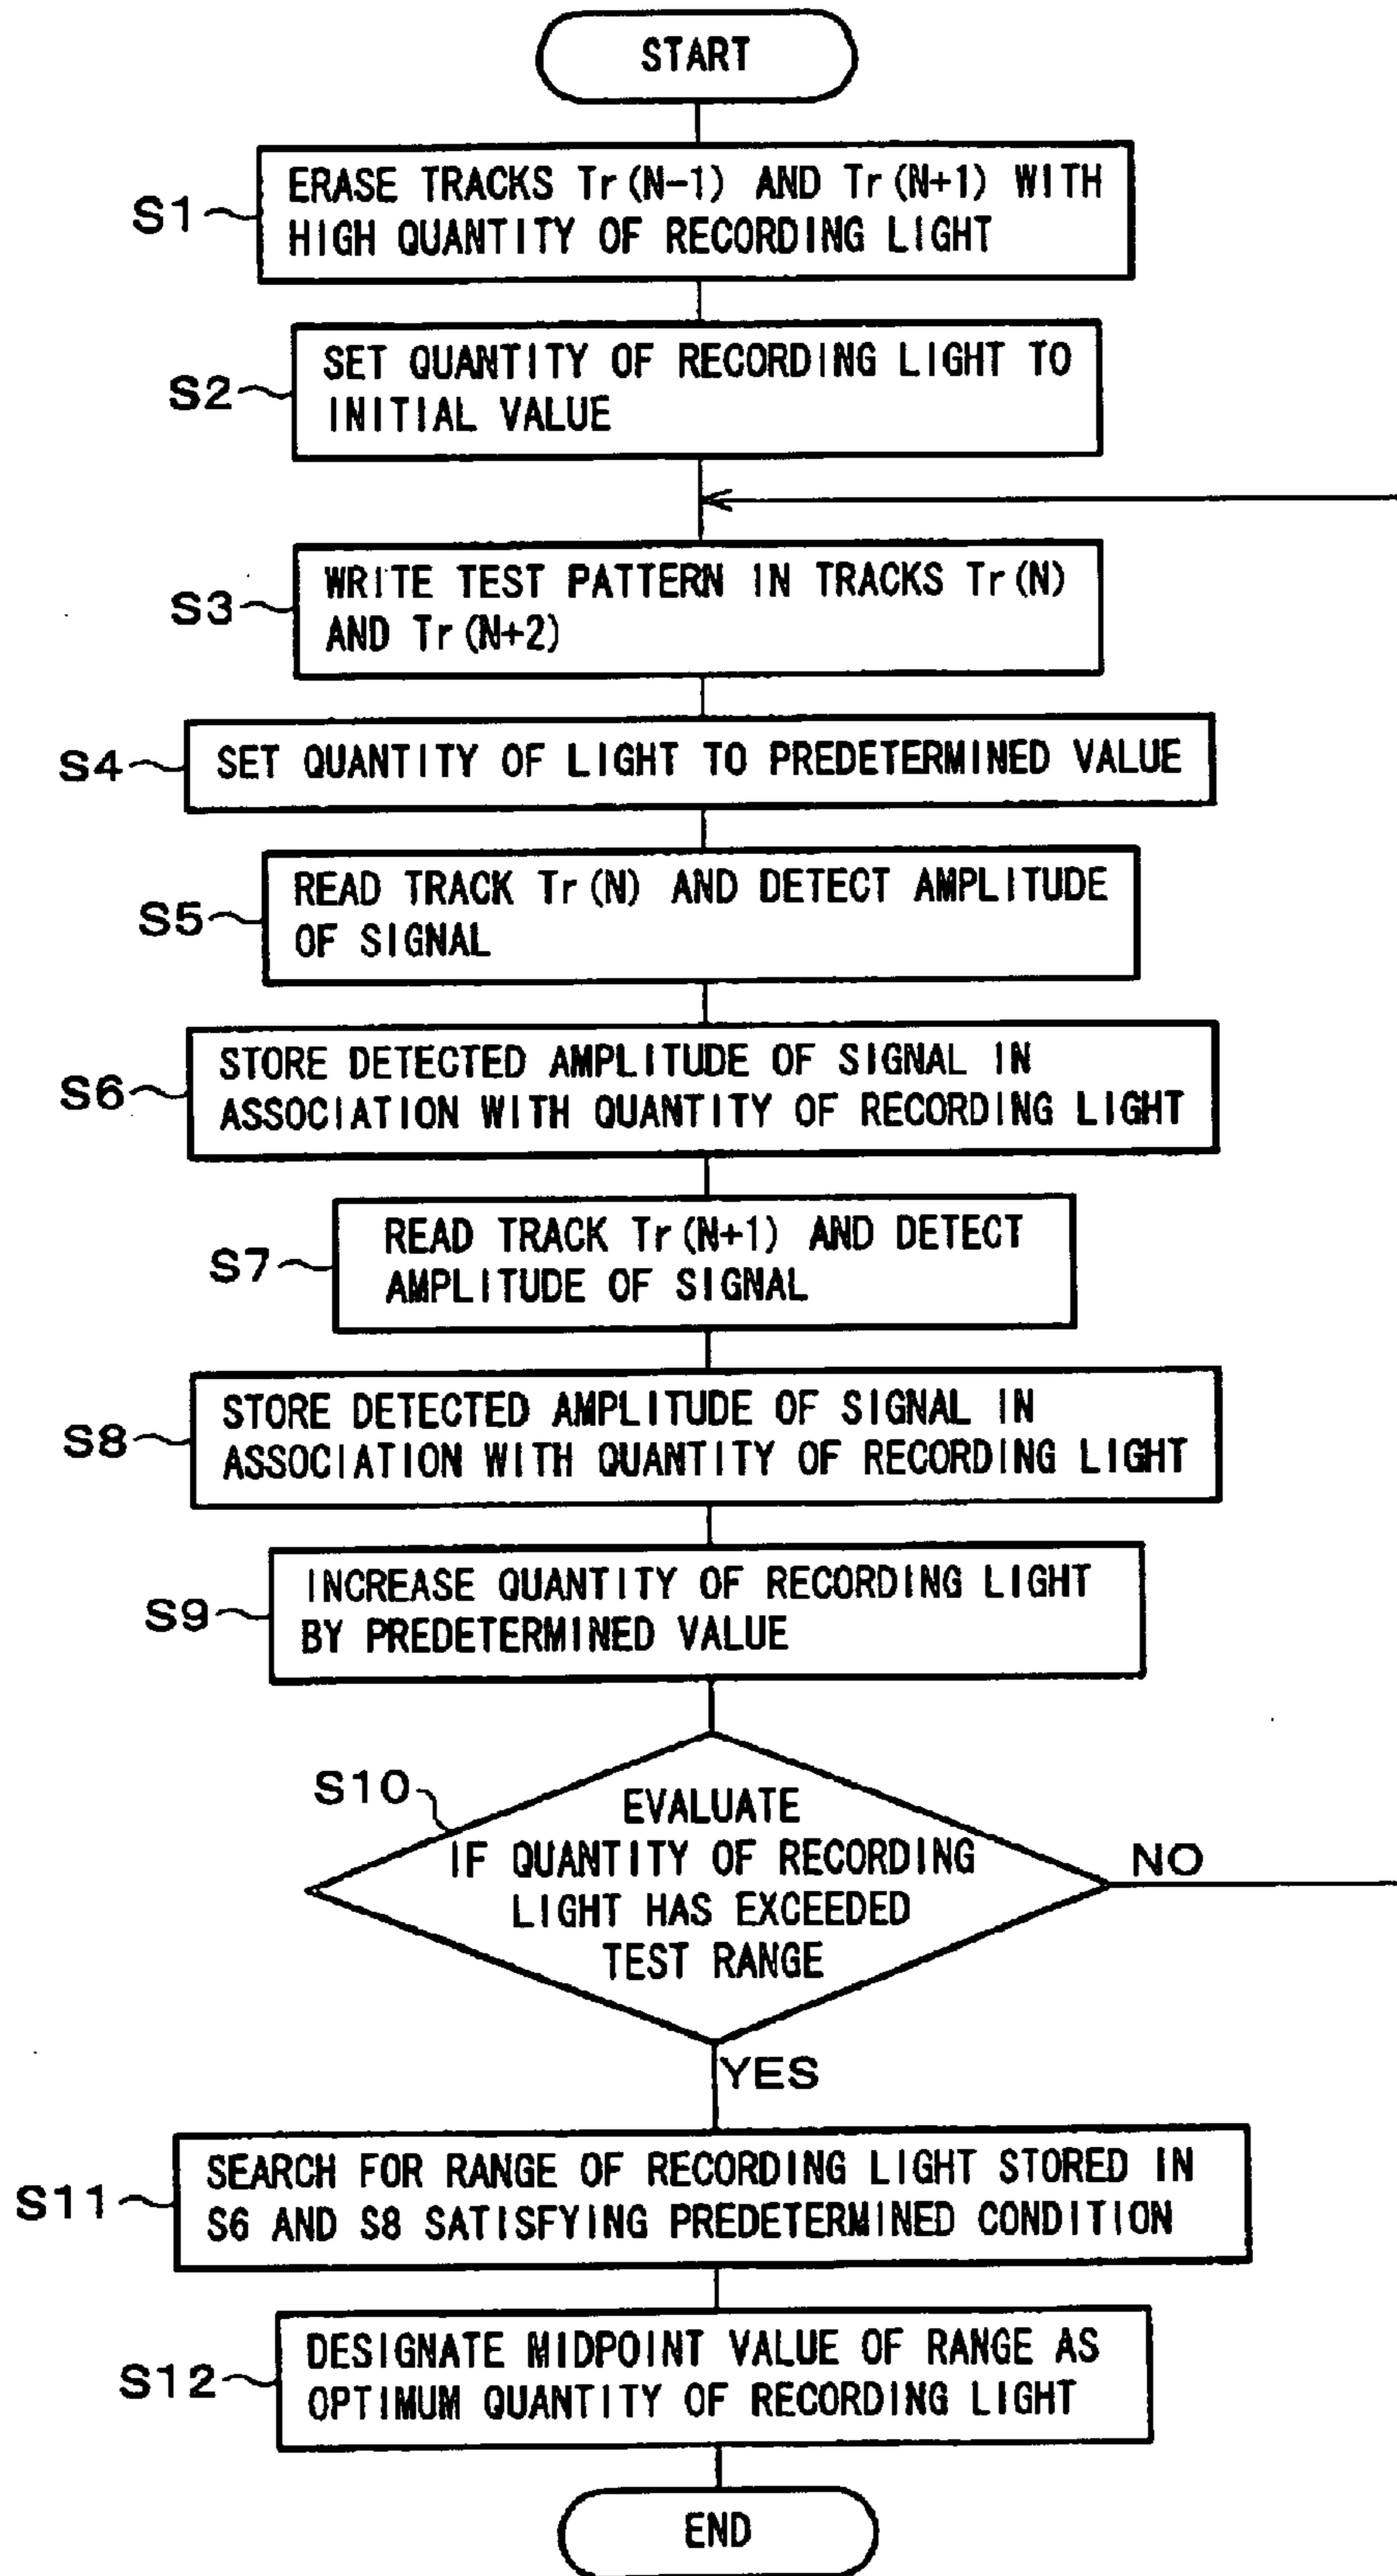 START
S1
ERASE TRACKS Tr(N-1) AND Tr(N+1) WITH
HIGH QUANTITY OF RECORDING LIGHT
S2
SET QUANTITY OF RECORDING LIGHT TO
INITIAL VALUE
S3
WRITE TEST PATTERN IN TRACKS Tr(N)
AND Tr(N+2)
S4
SET QUANTITY OF LIGHT TO PREDETERMINED VALUE
S5
READ TRACK Tr(N) AND DETECT AMPLITUDE
OF SIGNAL
S6
STORE DETECTED AMPLITUDE OF SIGNAL IN
ASSOCIATION WITH QUANTITY OF RECORDING LIGHT
S7
READ TRACK Tr(N+1) AND DETECT
AMPLITUDE OF SIGNAL
S8
STORE DETECTED AMPLITUDE OF SIGNAL IN
ASSOCIATION WITH QUANTITY OF RECORDING LIGHT
S9
INCREASE QUANTITY OF RECORDING LIGHT
BY PREDETERMINED VALUE
S10
EVALUATE
IF QUANTITY OF RECORDING
LIGHT HAS EXCEEDED
TEST RANGE
NO
YES
S11
SEARCH FOR RANGE OF RECORDING LIGHT STORED IN
S6 AND S8 SATISFYING PREDETERMINED CONDITION
S12
DESIGNATE MIDPOINT VALUE OF RANGE AS
OPTIMUM QUANTITY OF RECORDING LIGHT
END